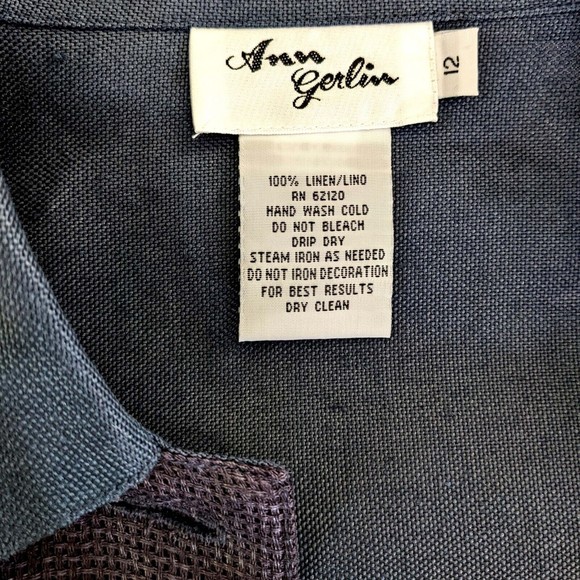 Ann
Gerlin
12
100% LINEN/LINO
RN 62120
HAND WASH COLD
DO NOT BLEACH
DRIP DRY
STEAM IRON AS NEEDED
DO NOT IRON DECORATION
FOR BEST RESULTS
DRY CLEAN